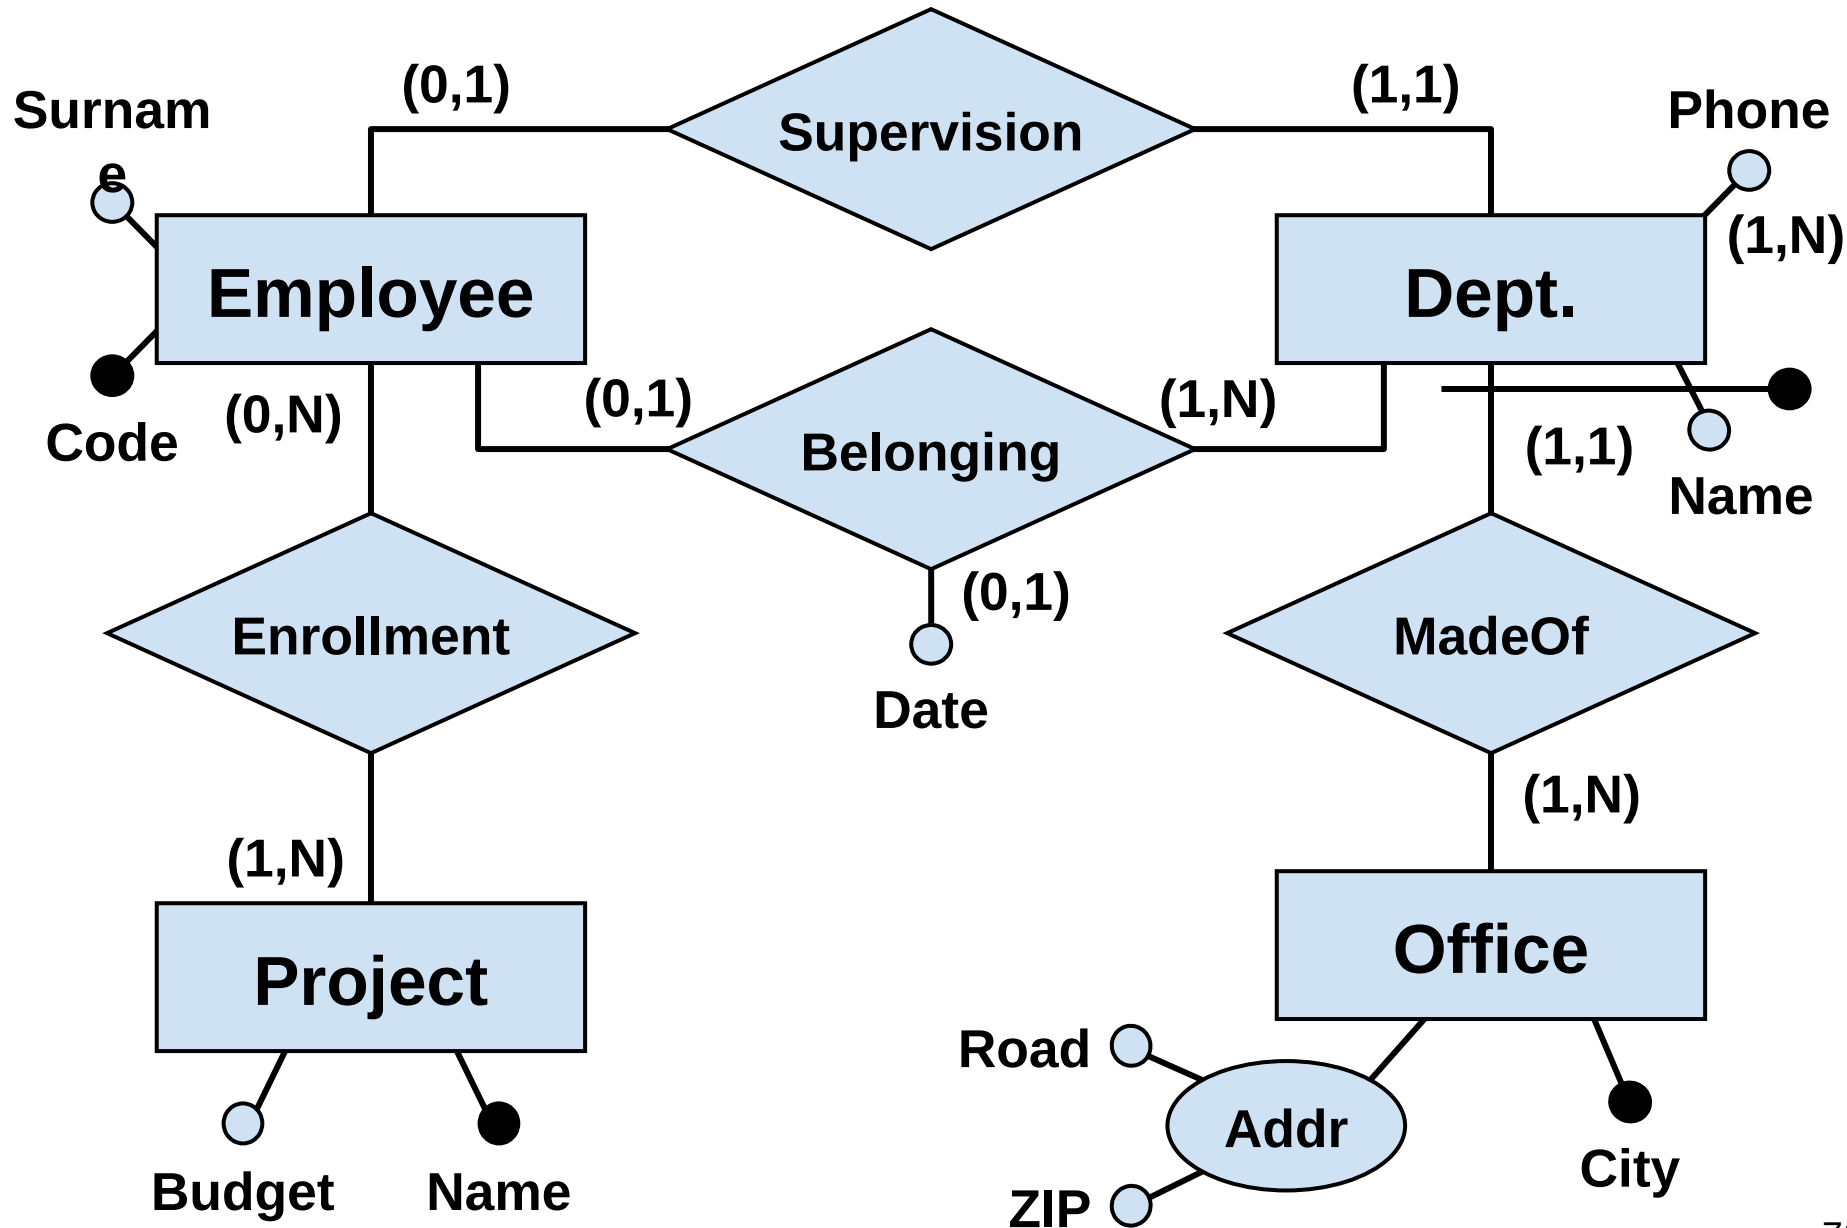 (0,1)
(1,1)
Surnam
e
Supervision
Phone
(1,N)
Employee
Dept.
(0,N)
(0,1)
(1,N)
Code
Belonging
(1,1)
Name
(0,1)
Enrollment
MadeOf
Date
(1,N)
(1,N)
Office
Project
Road
Addr
City
Budget
Name
ZIP